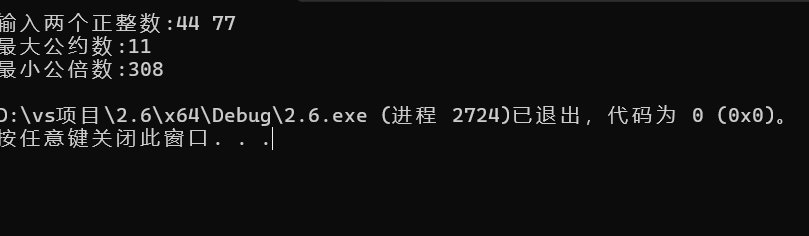 输入两个正整数:44 77
最大公约数:11
最小公倍数:308
D:\vs项目\2.6\x64\Debug\2.6.exe (进程 2724)已退出，代码为 0 (0x0)。
按任意键关闭此窗口. . .